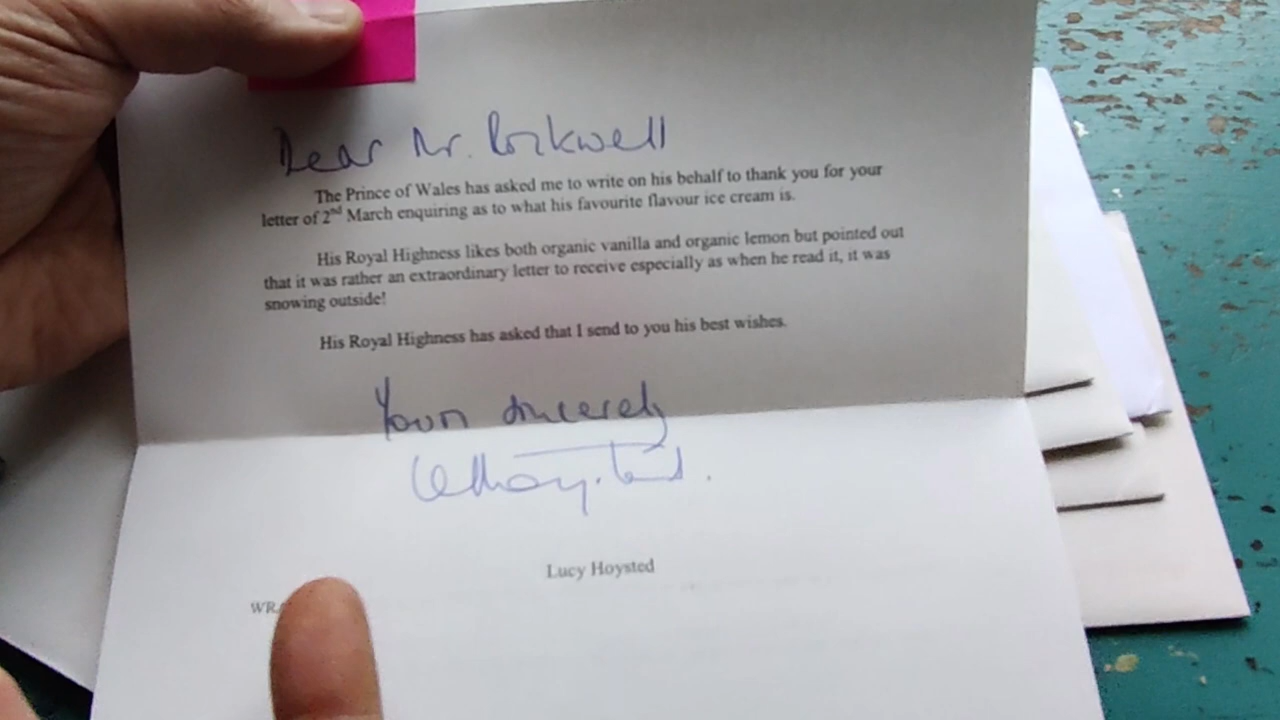 Dear Mr. Rockwell
The Prince of Wales has asked me to write on his behalf to thank you for your
letter of 2nd March enquiring as to what his favourite flavour ice cream is.
His Royal Highness likes both organic vanilla and organic lemon but pointed out
that it was rather an extraordinary letter to receive especially as when he read it, it was
snowing outside!
His Royal Highness has asked that I send to you his best wishes.
Yours sincerely
Lucy Hoysted
WR